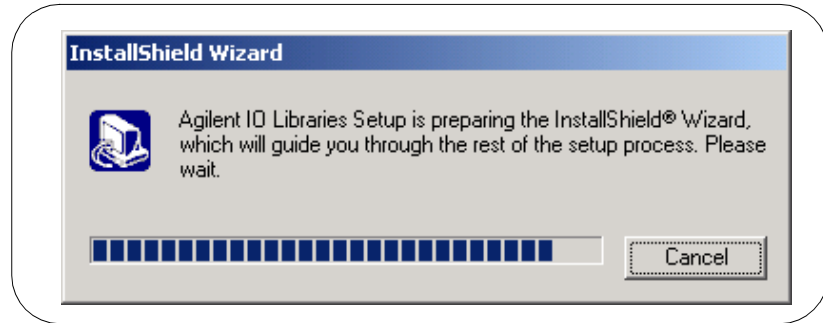 InstallShield Wizard
Agilent IO Libraries Setup is preparing the InstallShield® Wizard,
which will guide you through the rest of the setup process. Please
wait.
Cancel